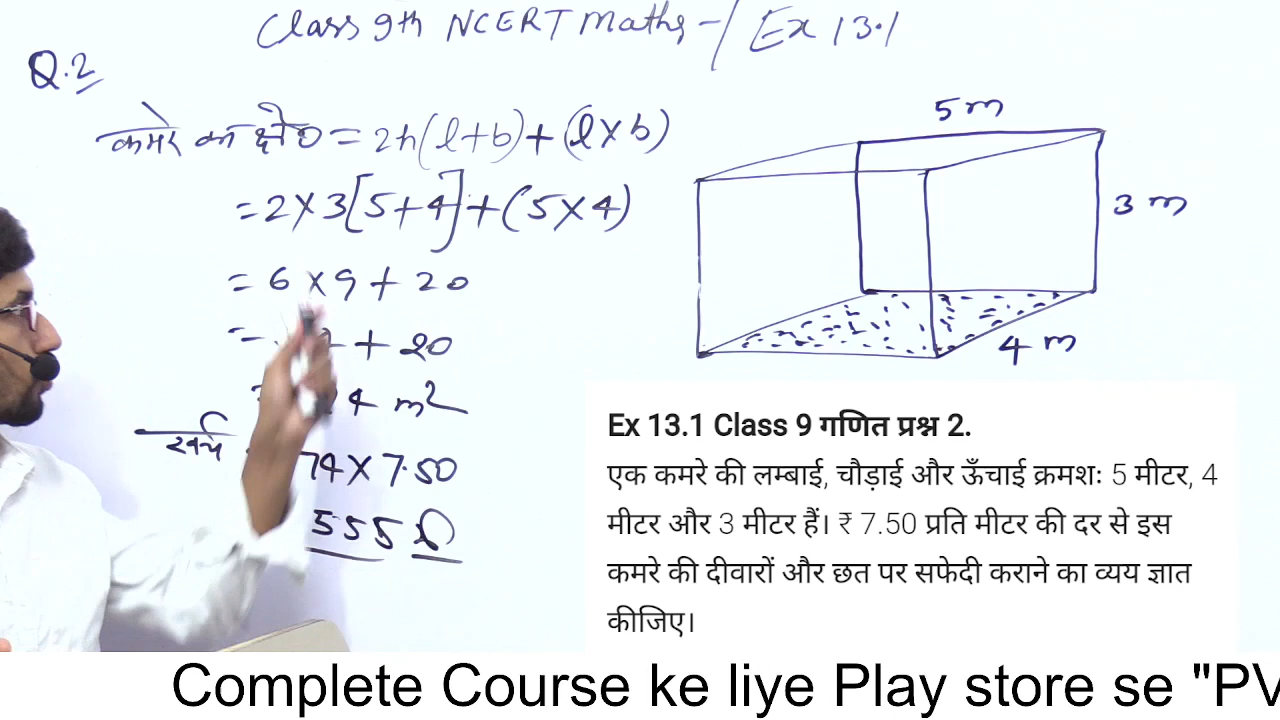 Class 9th NCERT Maths - / Ex 13.1
Q.2
कमरे का क्षे० = 2h(l+b) + (l×b)
= 2×3[5+4] + (5×4)
= 6×9 + 20
= + 20
4 m²
व्यय
74×7.50
555 ₹
5 m
3 m
4 m
Ex 13.1 Class 9 गणित प्रश्न 2.
एक कमरे की लम्बाई, चौड़ाई और ऊँचाई क्रमशः 5 मीटर, 4
मीटर और 3 मीटर हैं। ₹ 7.50 प्रति मीटर की दर से इस
कमरे की दीवारों और छत पर सफेदी कराने का व्यय ज्ञात
कीजिए।
Complete Course ke liye Play store se "PV